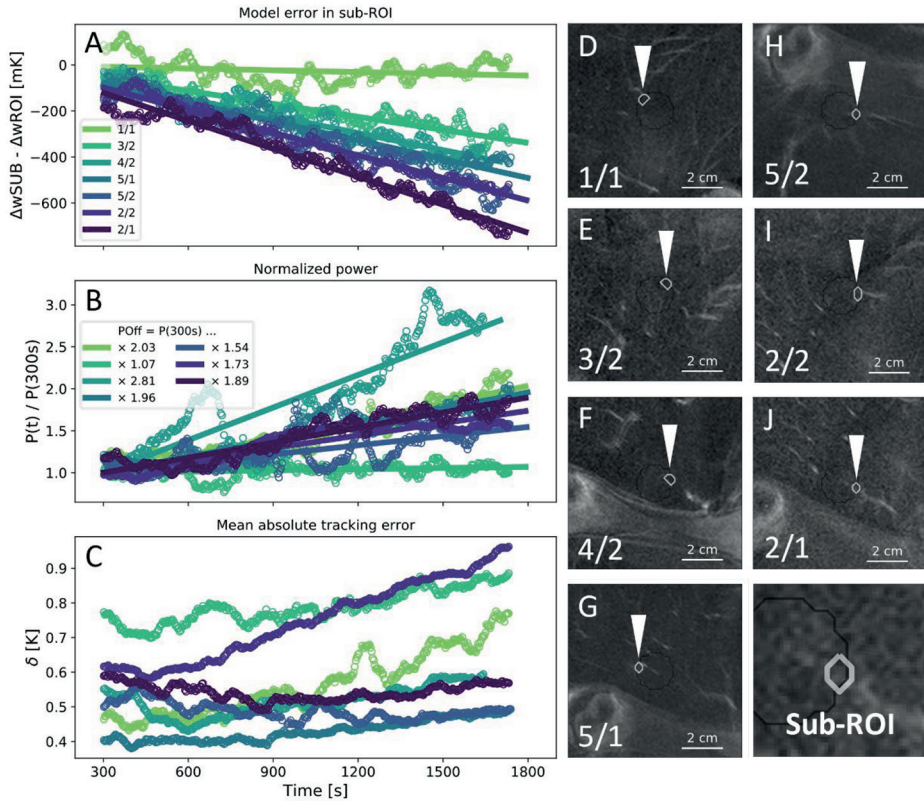 Model error in sub-ROI
A
ΔwSUB - ΔwROI [mK]
0
−200
−400
−600
1/1
3/2
4/2
5/1
5/2
2/2
2/1
Normalized power
B
P(t) / P(300s)
3.0
2.5
2.0
1.5
1.0
POff = P(300s) ...
× 2.03
× 1.07
× 2.81
× 1.96
× 1.54
× 1.73
× 1.89
Mean absolute tracking error
C
δ [K]
0.9
0.8
0.7
0.6
0.5
0.4
300 600 900 1200 1500 1800
Time [s]
D
1/1
2 cm
H
5/2
2 cm
E
3/2
2 cm
I
2/2
2 cm
F
4/2
2 cm
J
2/1
2 cm
G
5/1
2 cm
Sub-ROI